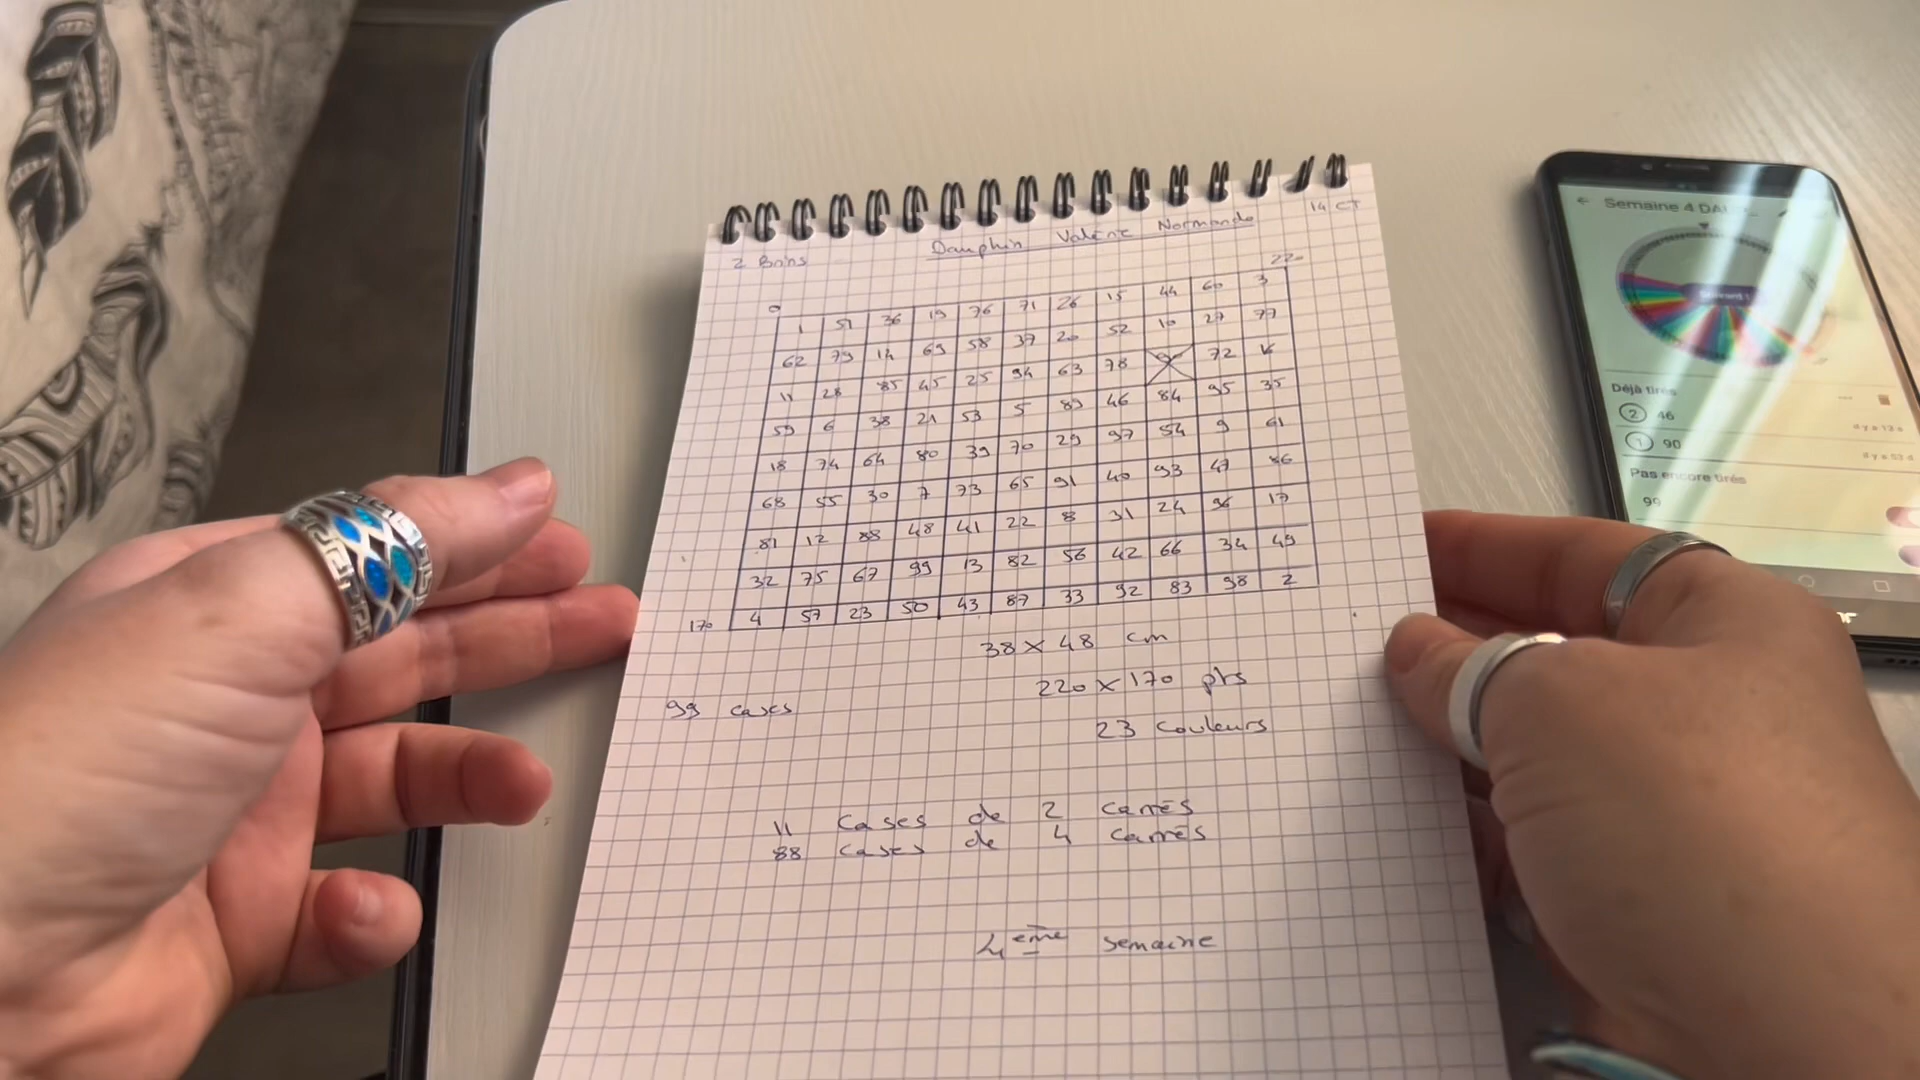 14 CT
Dauphin Valérie Normande
2 Brins
0 220
1 51 36 19 76 71 26 15 44 60 3
62 79 14 69 58 37 20 52 10 27 77
11 28 85 45 25 94 63 78 90 72 16
59 6 38 21 53 5 89 46 84 95 35
18 74 64 80 39 70 29 97 54 9 61
68 55 30 7 73 65 91 40 93 47 86
81 12 88 48 41 22 8 31 24 96 17
32 75 67 99 13 82 56 42 66 34 49
170 4 57 23 50 43 87 33 92 83 98 2
38 x 48 cm
220 x 170 pts
99 cases
23 couleurs
11 cases de 2 carrés
88 cases de 4 carrés
4ème semaine
Semaine 4 DAU
Déjà tirés
2 46
1 90
Pas encore tirés
99